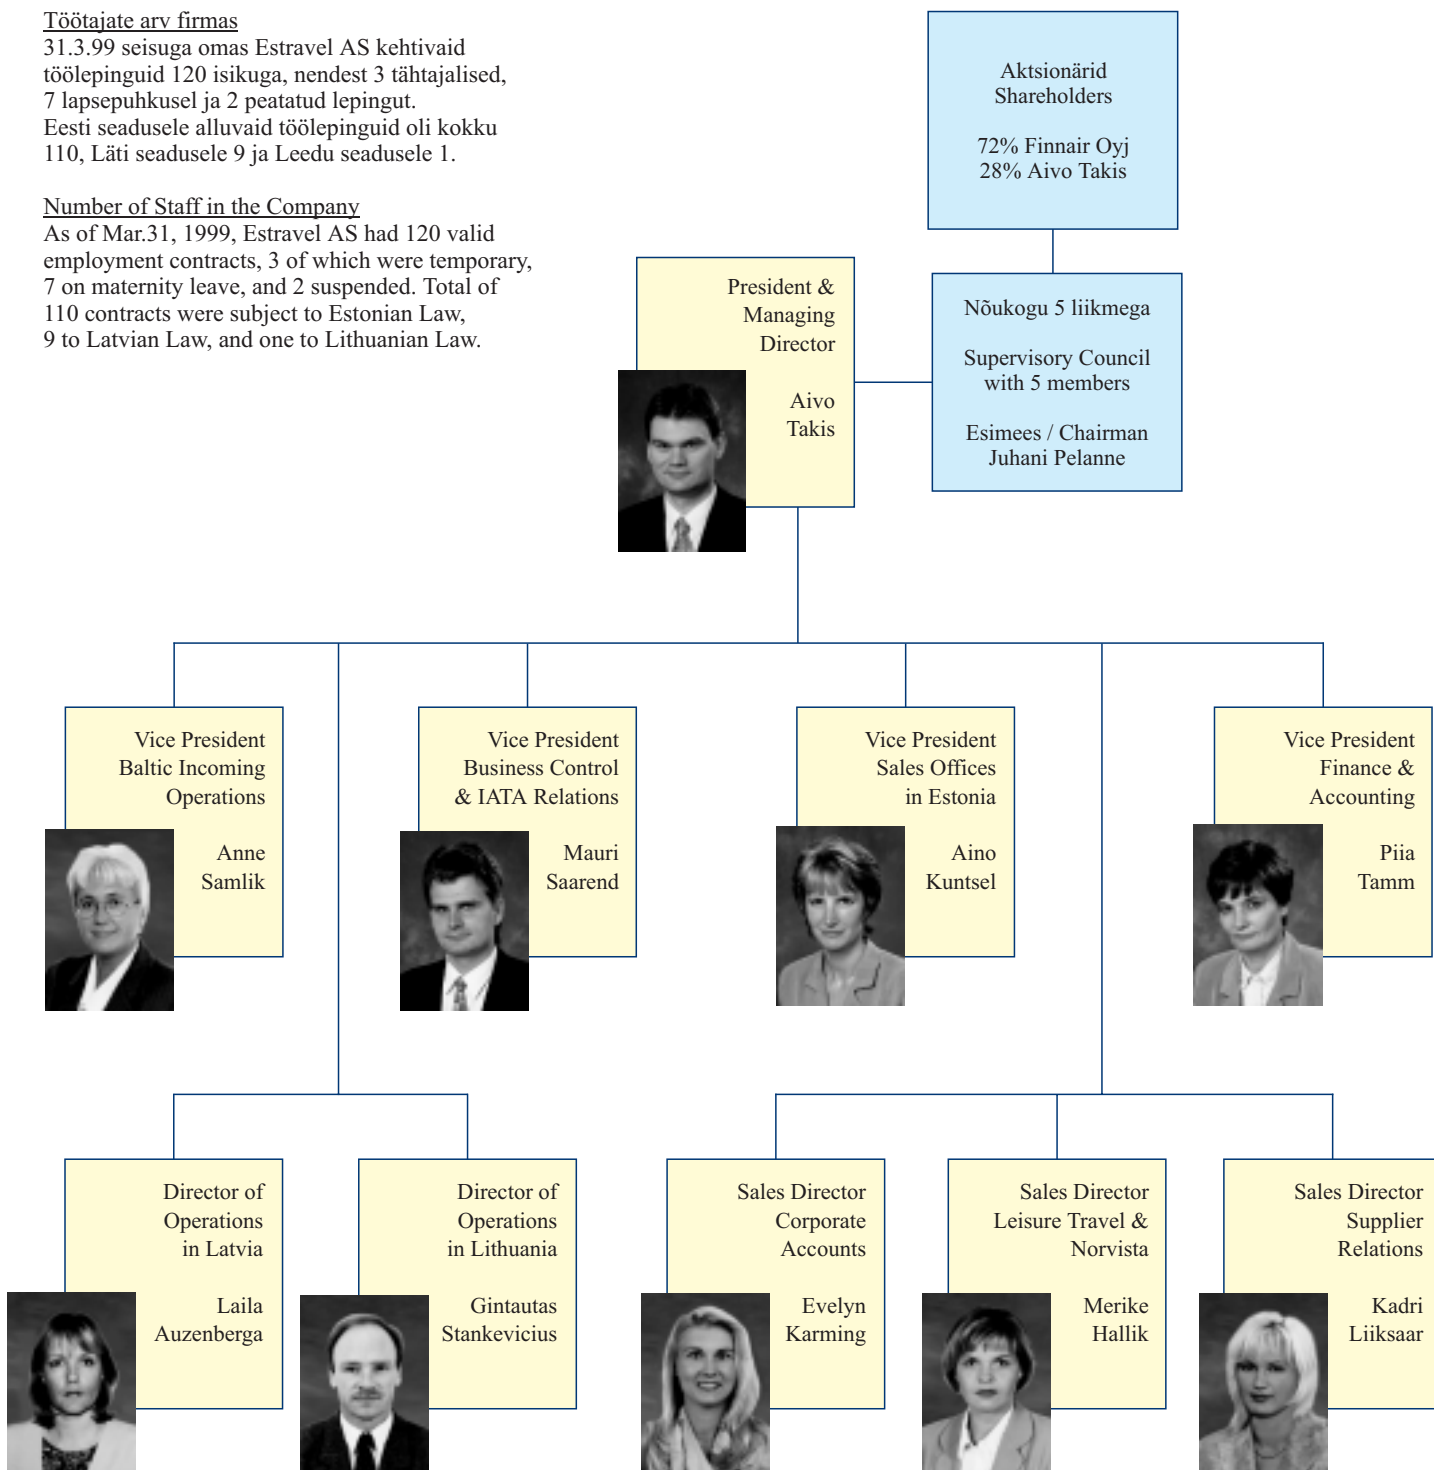 Töötajate arv firmas
31.3.99 seisuga omas Estravel AS kehtivaid
töölepinguid 120 isikuga, nendest 3 tähtajalised,
7 lapsepuhkusel ja 2 peatatud lepingut.
Eesti seadusele alluvaid töölepinguid oli kokku
110, Läti seadusele 9 ja Leedu seadusele 1.
Number of Staff in the Company
As of Mar.31, 1999, Estravel AS had 120 valid
employment contracts, 3 of which were temporary,
7 on maternity leave, and 2 suspended. Total of
110 contracts were subject to Estonian Law,
9 to Latvian Law, and one to Lithuanian Law.
Aktsionärid
Shareholders
72% Finnair Oyj
28% Aivo Takis
President &
Managing
Director
Aivo
Takis
Nõukogu 5 liikmega
Supervisory Council
with 5 members
Esimees / Chairman
Juhani Pelanne
Vice President
Baltic Incoming
Operations
Anne
Samlik
Vice President
Business Control
& IATA Relations
Mauri
Saarend
Vice President
Sales Offices
in Estonia
Aino
Kuntsel
Vice President
Finance &
Accounting
Piia
Tamm
Director of
Operations
in Latvia
Laila
Auzenberga
Director of
Operations
in Lithuania
Gintautas
Stankevicius
Sales Director
Corporate
Accounts
Evelyn
Karming
Sales Director
Leisure Travel &
Norvista
Merike
Hallik
Sales Director
Supplier
Relations
Kadri
Liiksaar